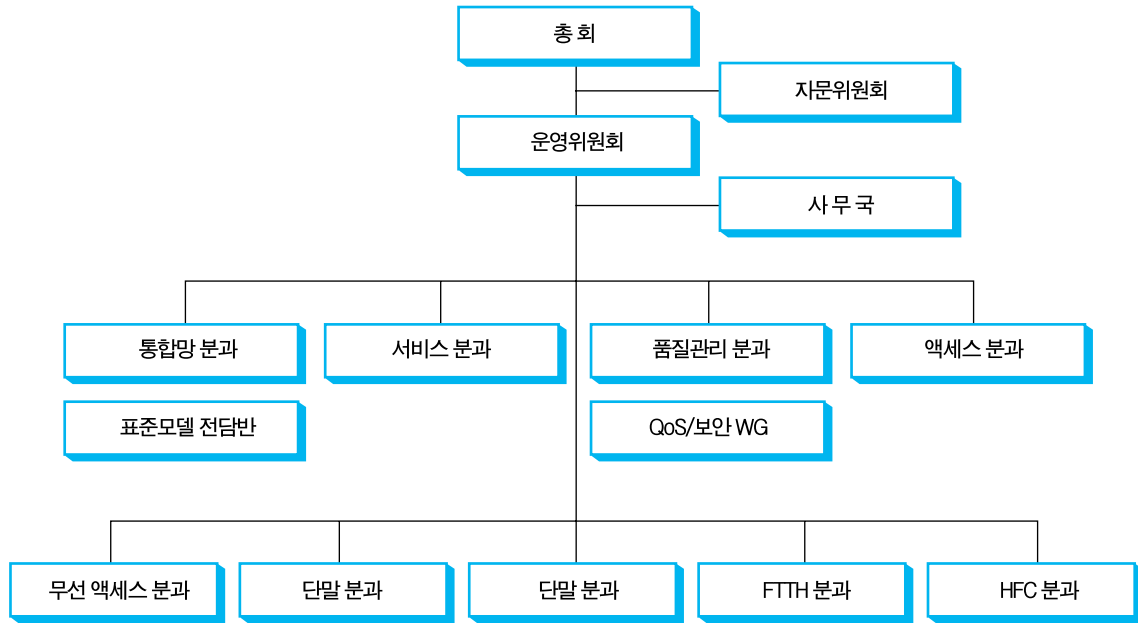 총 회
자문위원회
운영위원회
사 무 국
통합망 분과
서비스 분과
품질관리 분과
액세스 분과
표준모델 전담반
QoS/보안 WG
무선 액세스 분과
단말 분과
단말 분과
FTTH 분과
HFC 분과